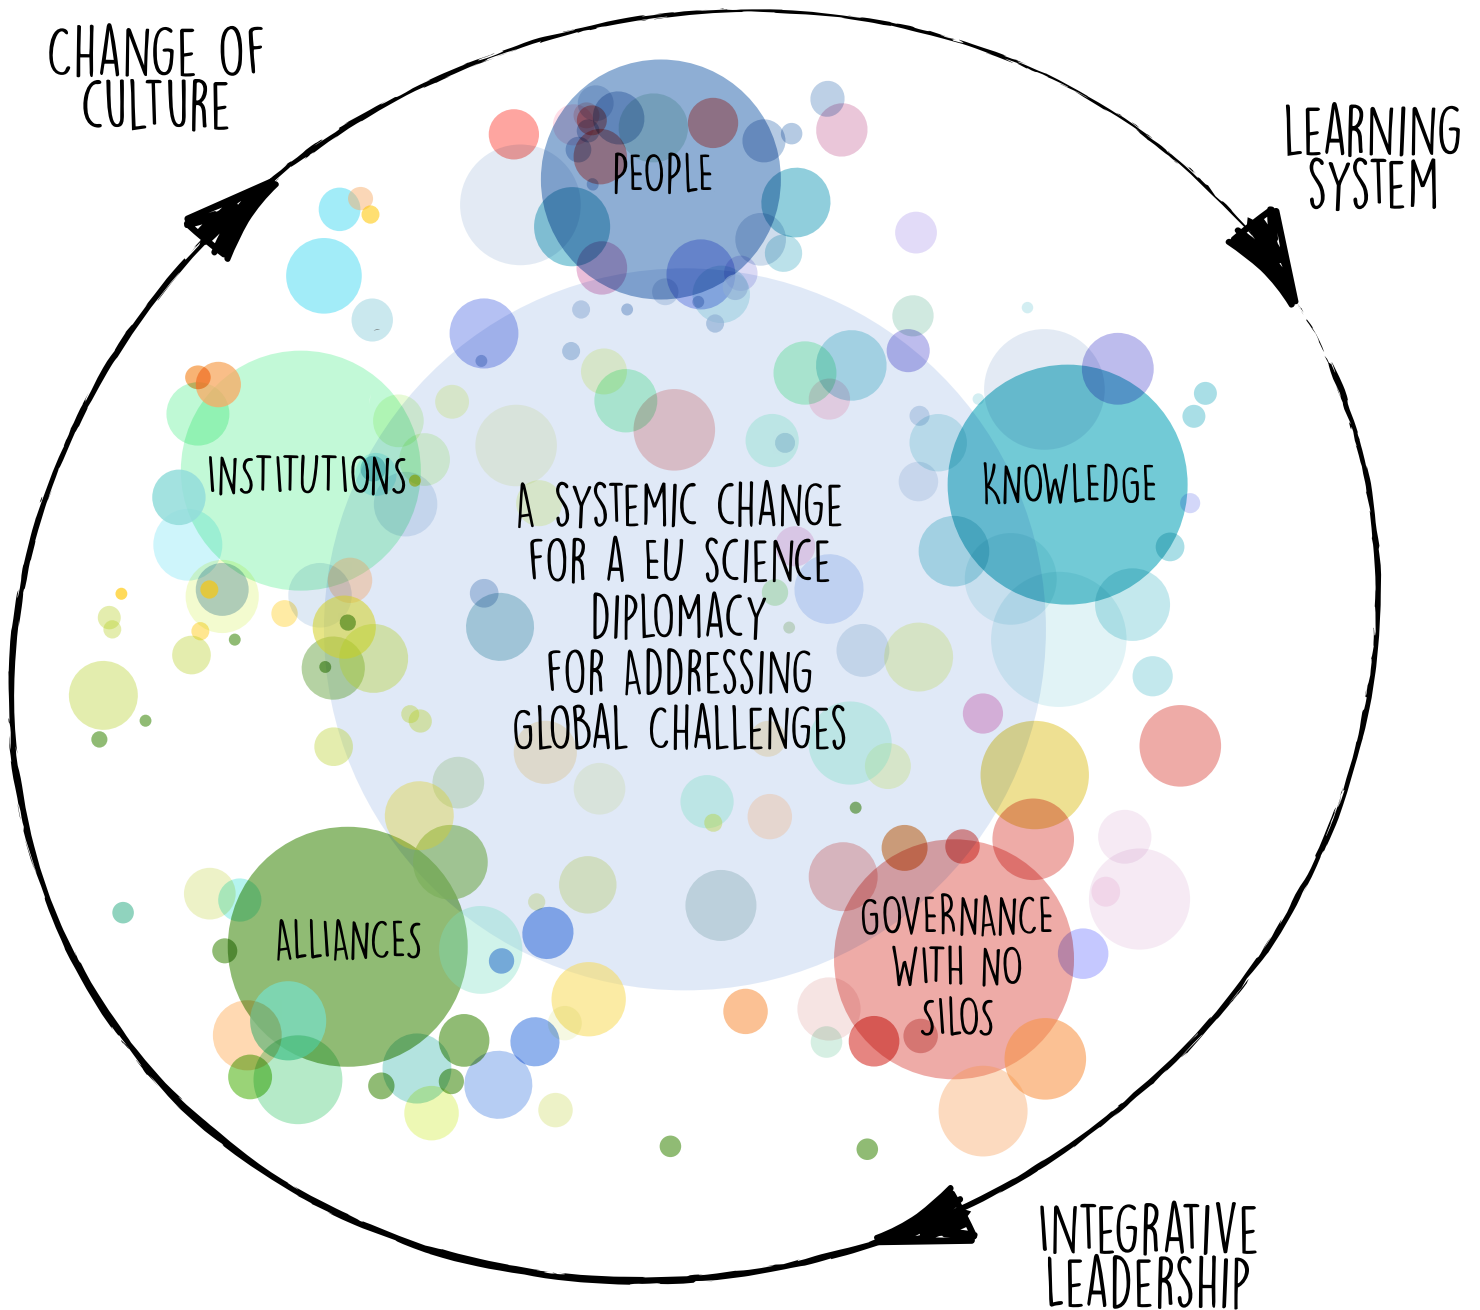 CHANGE OF
CULTURE
LEARNING
SYSTEM
PEOPLE
INSTITUTIONS
KNOWLEDGE
A SYSTEMIC CHANGE
FOR A EU SCIENCE
DIPLOMACY
FOR ADDRESSING
GLOBAL CHALLENGES
ALLIANCES
GOVERNANCE
WITH NO
SILOS
INTEGRATIVE
LEADERSHIP